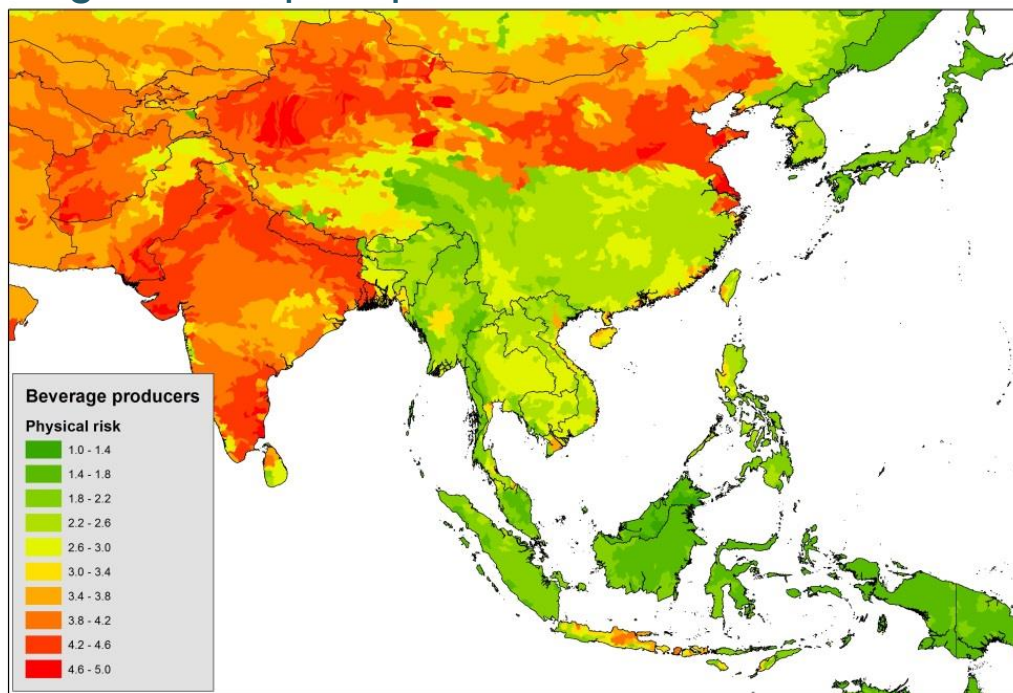 Beverage producers
Physical risk
1.0 - 1.4
1.4 - 1.8
1.8 - 2.2
2.2 - 2.6
2.6 - 3.0
3.0 - 3.4
3.4 - 3.8
3.8 - 4.2
4.2 - 4.6
4.6 - 5.0